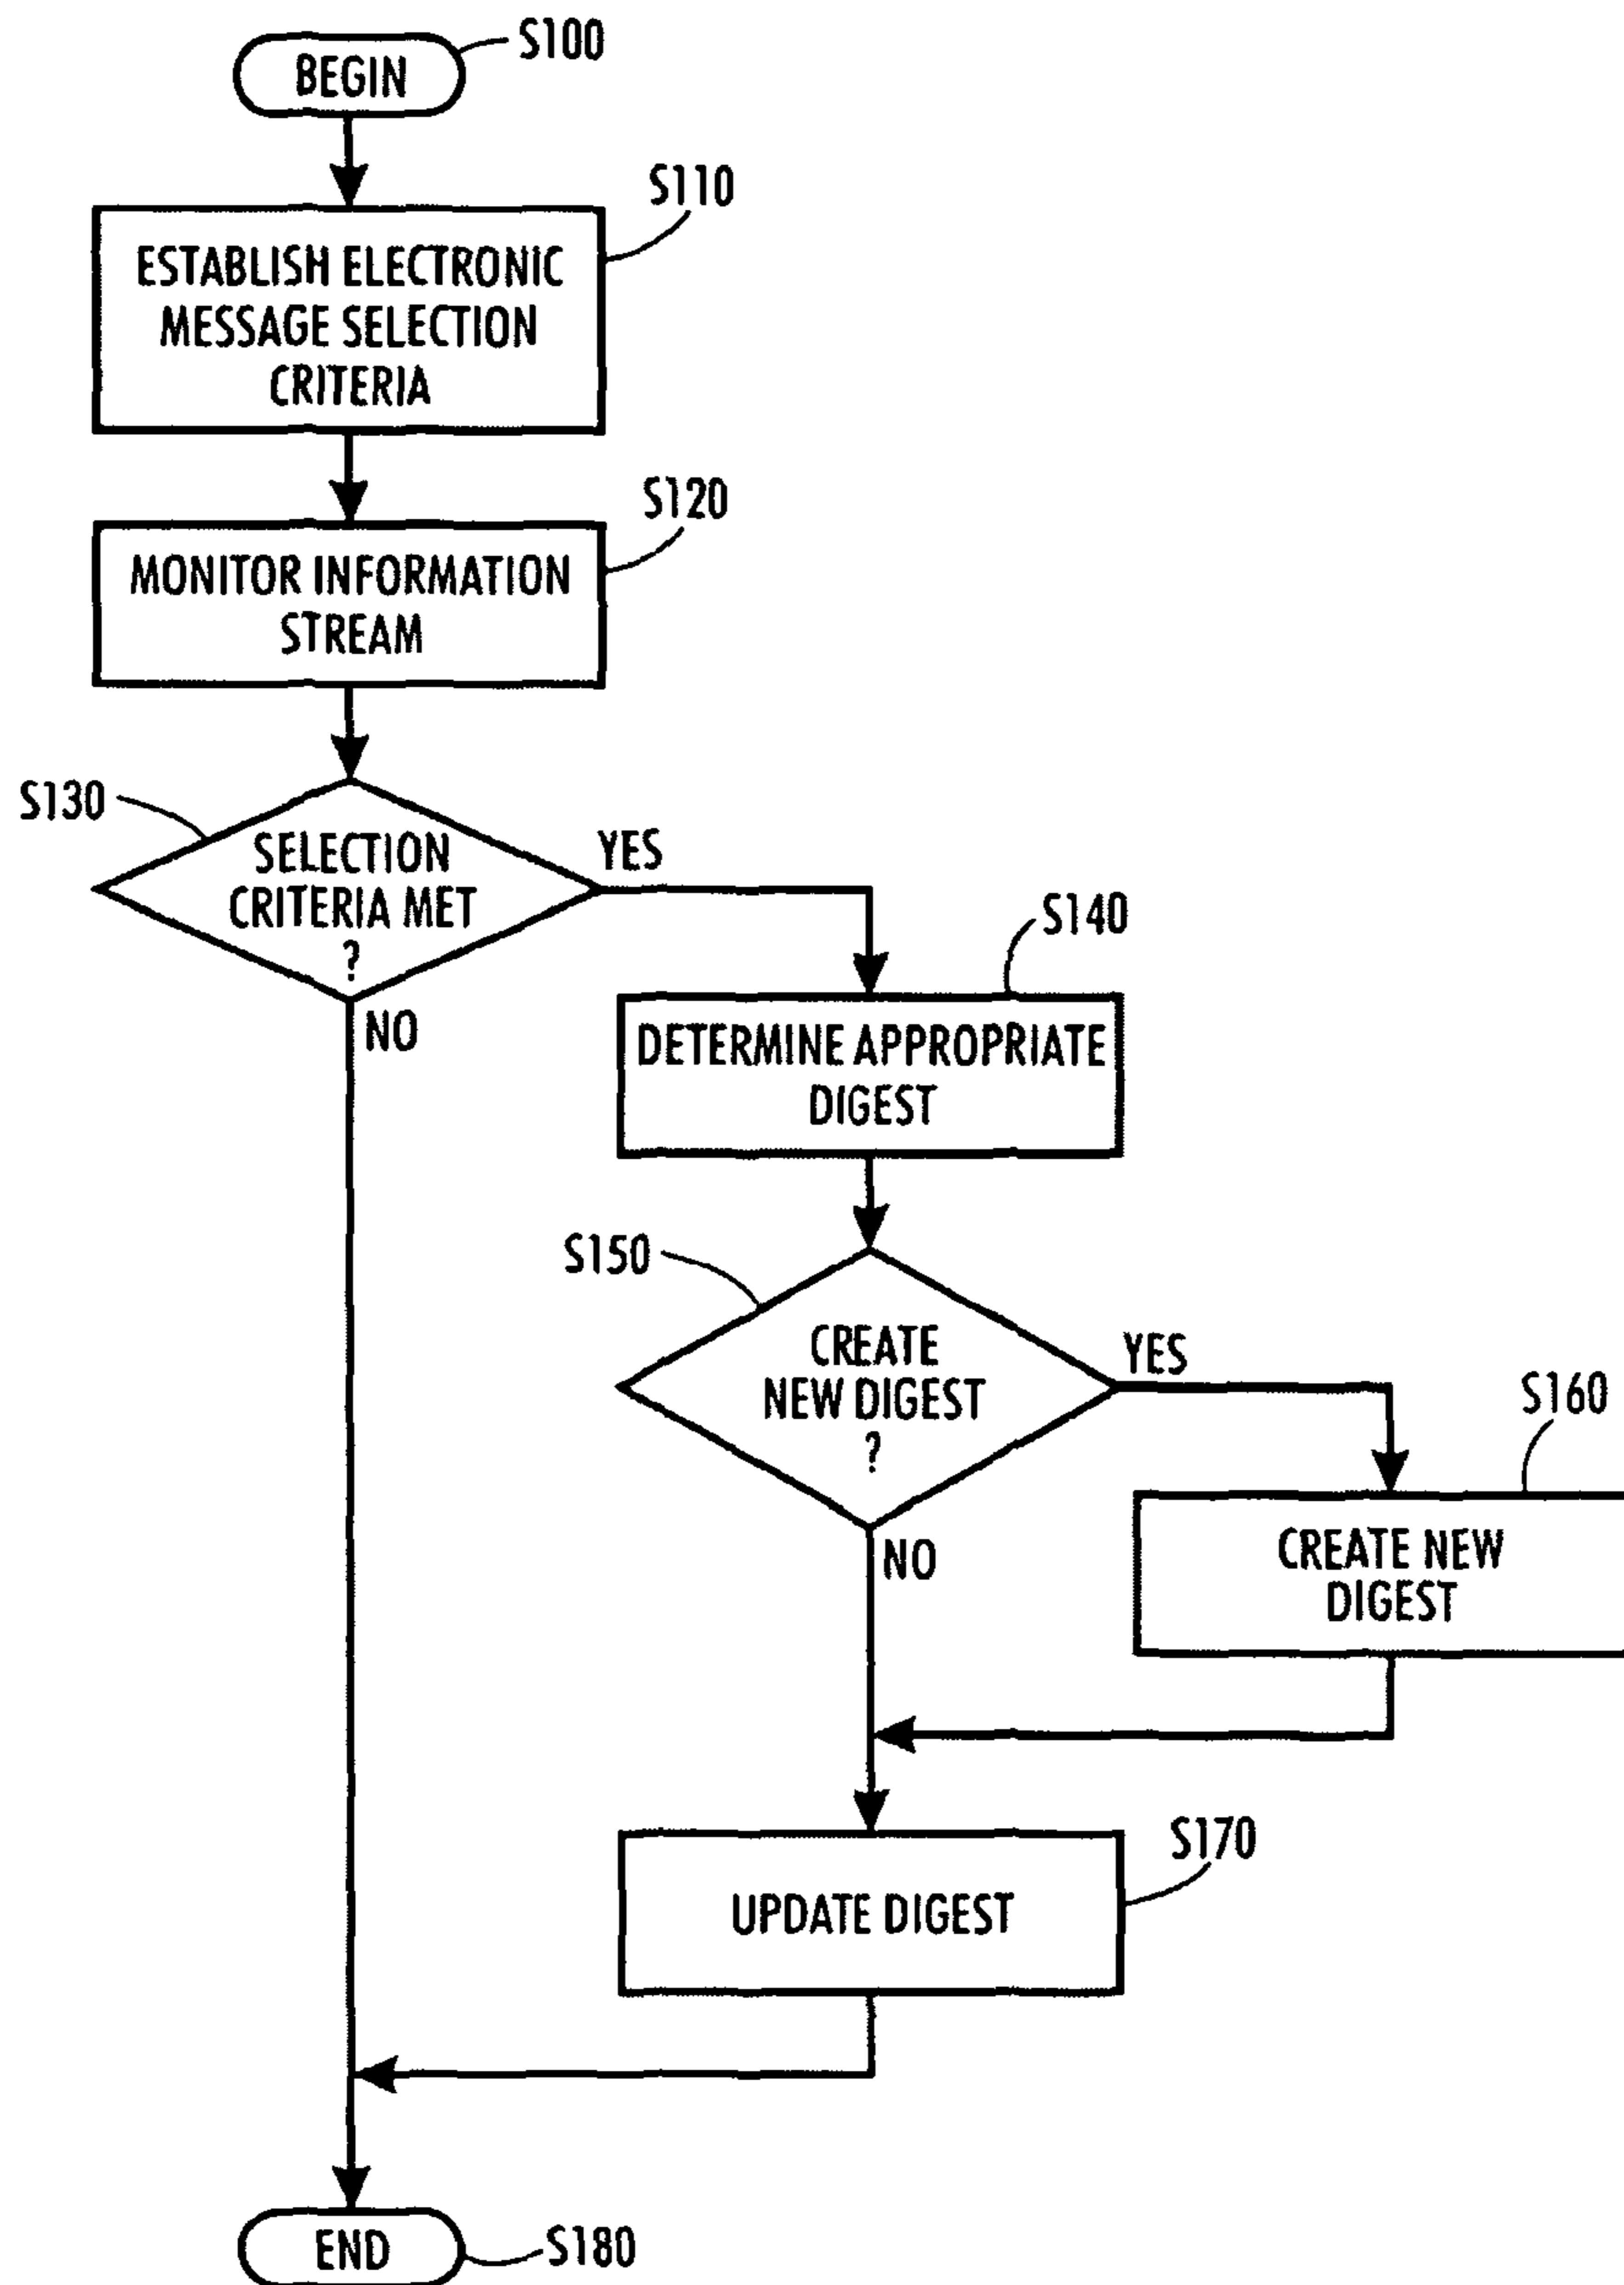 S100
BEGIN
S110
ESTABLISH ELECTRONIC
MESSAGE SELECTION
CRITERIA
S120
MONITOR INFORMATION
STREAM
S130
SELECTION
CRITERIA MET
?
YES
NO
S140
DETERMINE APPROPRIATE
DIGEST
S150
CREATE
NEW DIGEST
?
YES
NO
S160
CREATE NEW
DIGEST
S170
UPDATE DIGEST
END
S180